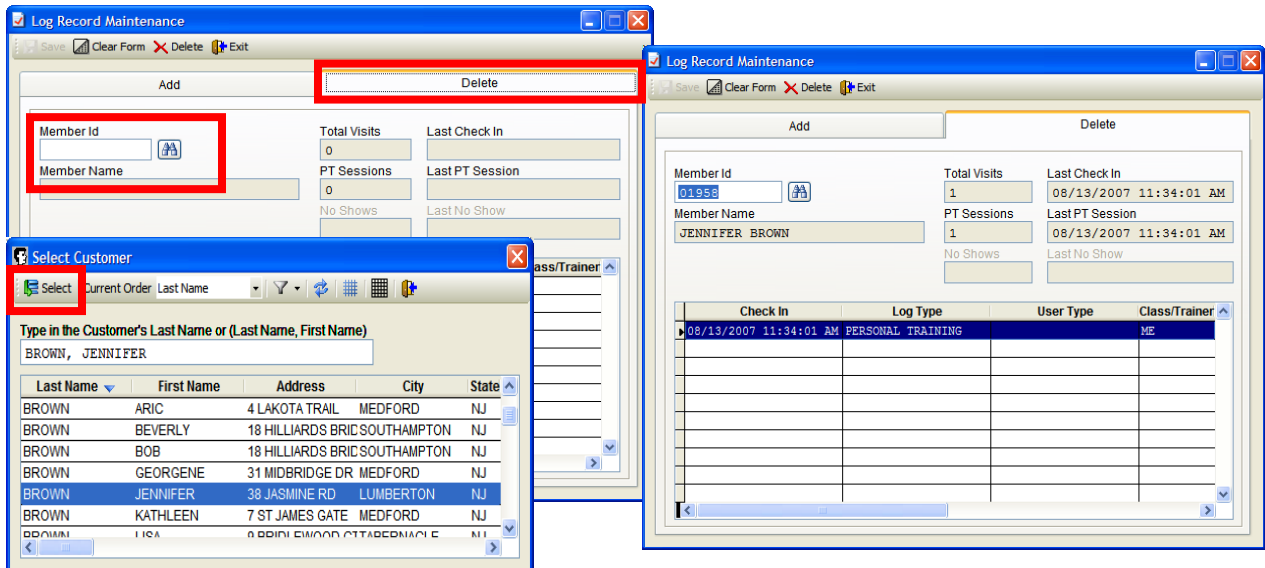 Log Record Maintenance
Save Clear Form Delete Exit
Add Delete
Member Id Total Visits Last Check In
0
Member Name PT Sessions Last PT Session
0
No Shows Last No Show
ass/Trainer
Select Customer
Select Current Order Last Name
Type in the Customer's Last Name or (Last Name, First Name)
BROWN, JENNIFER
Last Name First Name Address City State
BROWN ARIC 4 LAKOTA TRAIL MEDFORD NJ
BROWN BEVERLY 18 HILLIARDS BRID SOUTHAMPTON NJ
BROWN BOB 18 HILLIARDS BRID SOUTHAMPTON NJ
BROWN GEORGENE 31 MIDBRIDGE DR MEDFORD NJ
BROWN JENNIFER 38 JASMINE RD LUMBERTON NJ
BROWN KATHLEEN 7 ST JAMES GATE MEDFORD NJ
BROWN LISA 9 BRIDLEWOOD CT TABERNACLE NJ
Log Record Maintenance
Save Clear Form Delete Exit
Add Delete
Member Id Total Visits Last Check In
01958 1 08/13/2007 11:34:01 AM
Member Name PT Sessions Last PT Session
JENNIFER BROWN 1 08/13/2007 11:34:01 AM
No Shows Last No Show
Check In Log Type User Type Class/Trainer
08/13/2007 11:34:01 AM PERSONAL TRAINING ME